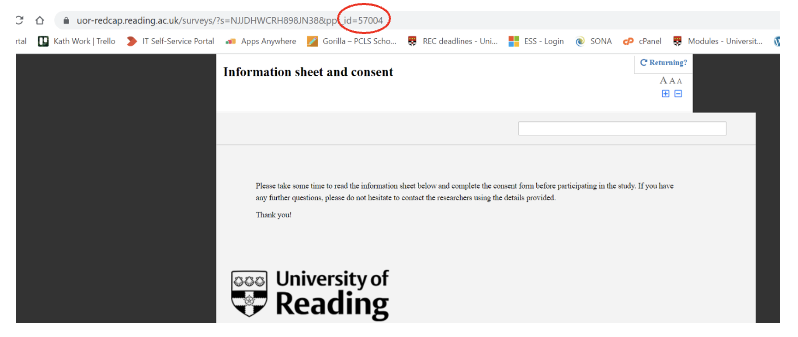 uor-redcap.reading.ac.uk/surveys/?s=NJJDHWCRH898JN38&ppt_id=57004
rtal Kath Work | Trello IT Self-Service Portal Apps Anywhere Gorilla – PCLS Scho... REC deadlines - Uni... ESS - Login SONA cPanel Modules - Universit...
Returning?
Information sheet and consent
A A A
Please take some time to read the information sheet below and complete the consent form before participating in the study. If you have
any further questions, please do not hesitate to contact the researchers using the details provided.
Thank you!
University of
Reading